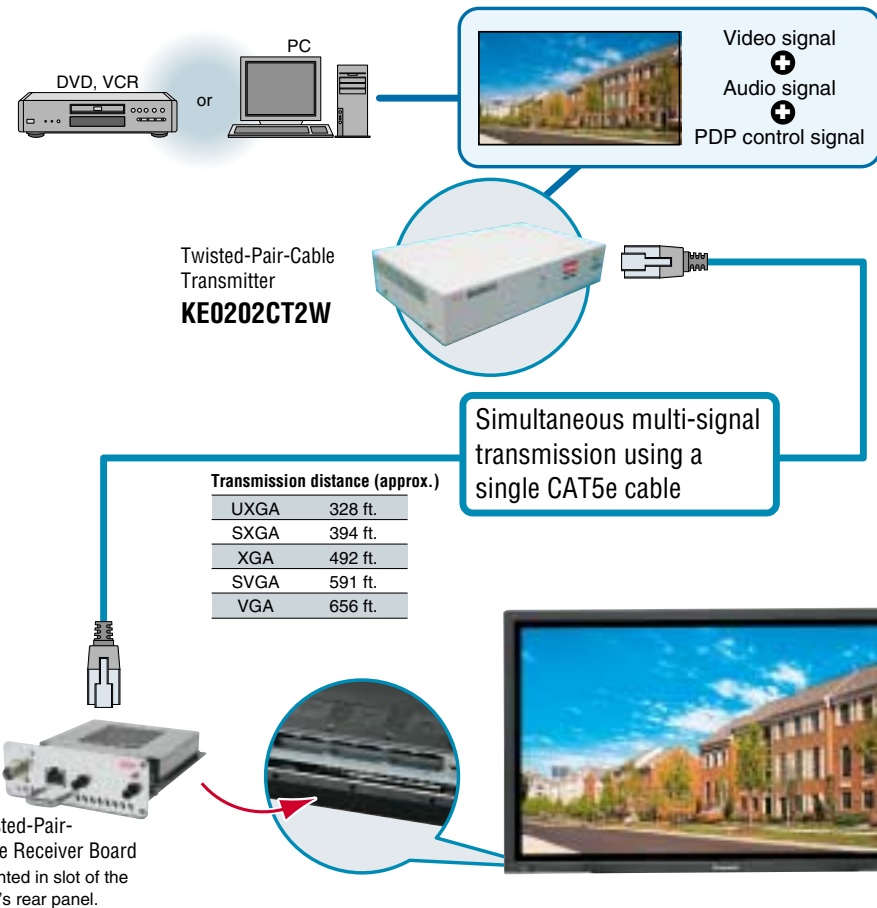 PC
DVD, VCR
or
Video signal
Audio signal
PDP control signal
Twisted-Pair-Cable
Transmitter
KE0202CT2W
Simultaneous multi-signal
transmission using a
single CAT5e cable
Transmission distance (approx.)
UXGA 328 ft.
SXGA 394 ft.
XGA 492 ft.
SVGA 591 ft.
VGA 656 ft.
sted-Pair-
e Receiver Board
nted in slot of the
's rear panel.